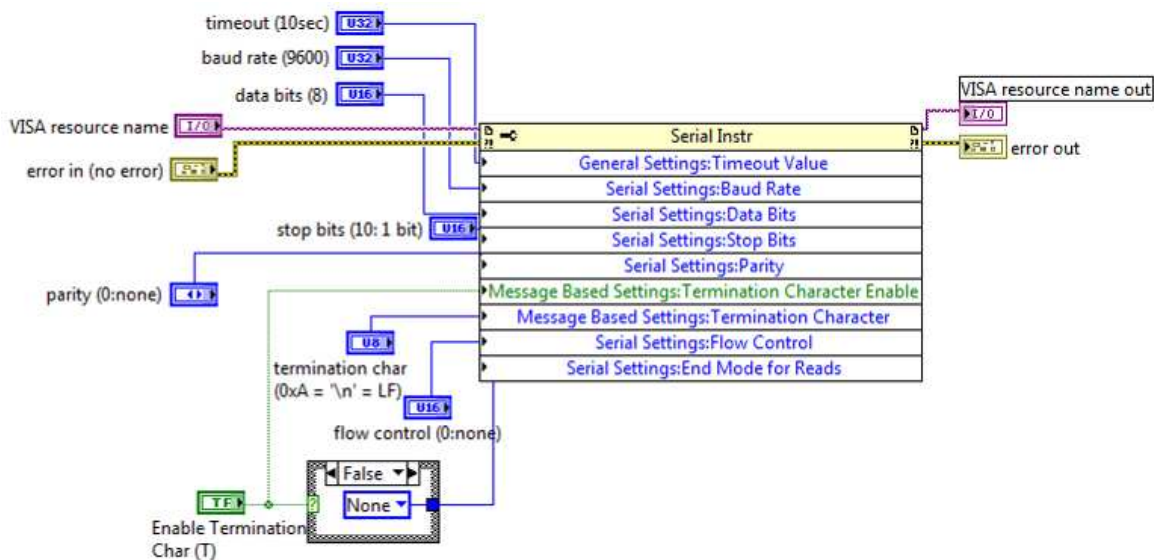 timeout (10sec)
U32
baud rate (9600)
U32
data bits (8)
U16
VISA resource name
I/O
error in (no error)
stop bits (10: 1 bit)
U16
parity (0:none)
Serial Instr
General Settings:Timeout Value
Serial Settings:Baud Rate
Serial Settings:Data Bits
Serial Settings:Stop Bits
Serial Settings:Parity
Message Based Settings:Termination Character Enable
Message Based Settings:Termination Character
Serial Settings:Flow Control
Serial Settings:End Mode for Reads
VISA resource name out
I/O
error out
U8
termination char
(0xA = '\n' = LF)
U16
flow control (0:none)
False
None
?
TF
Enable Termination
Char (T)